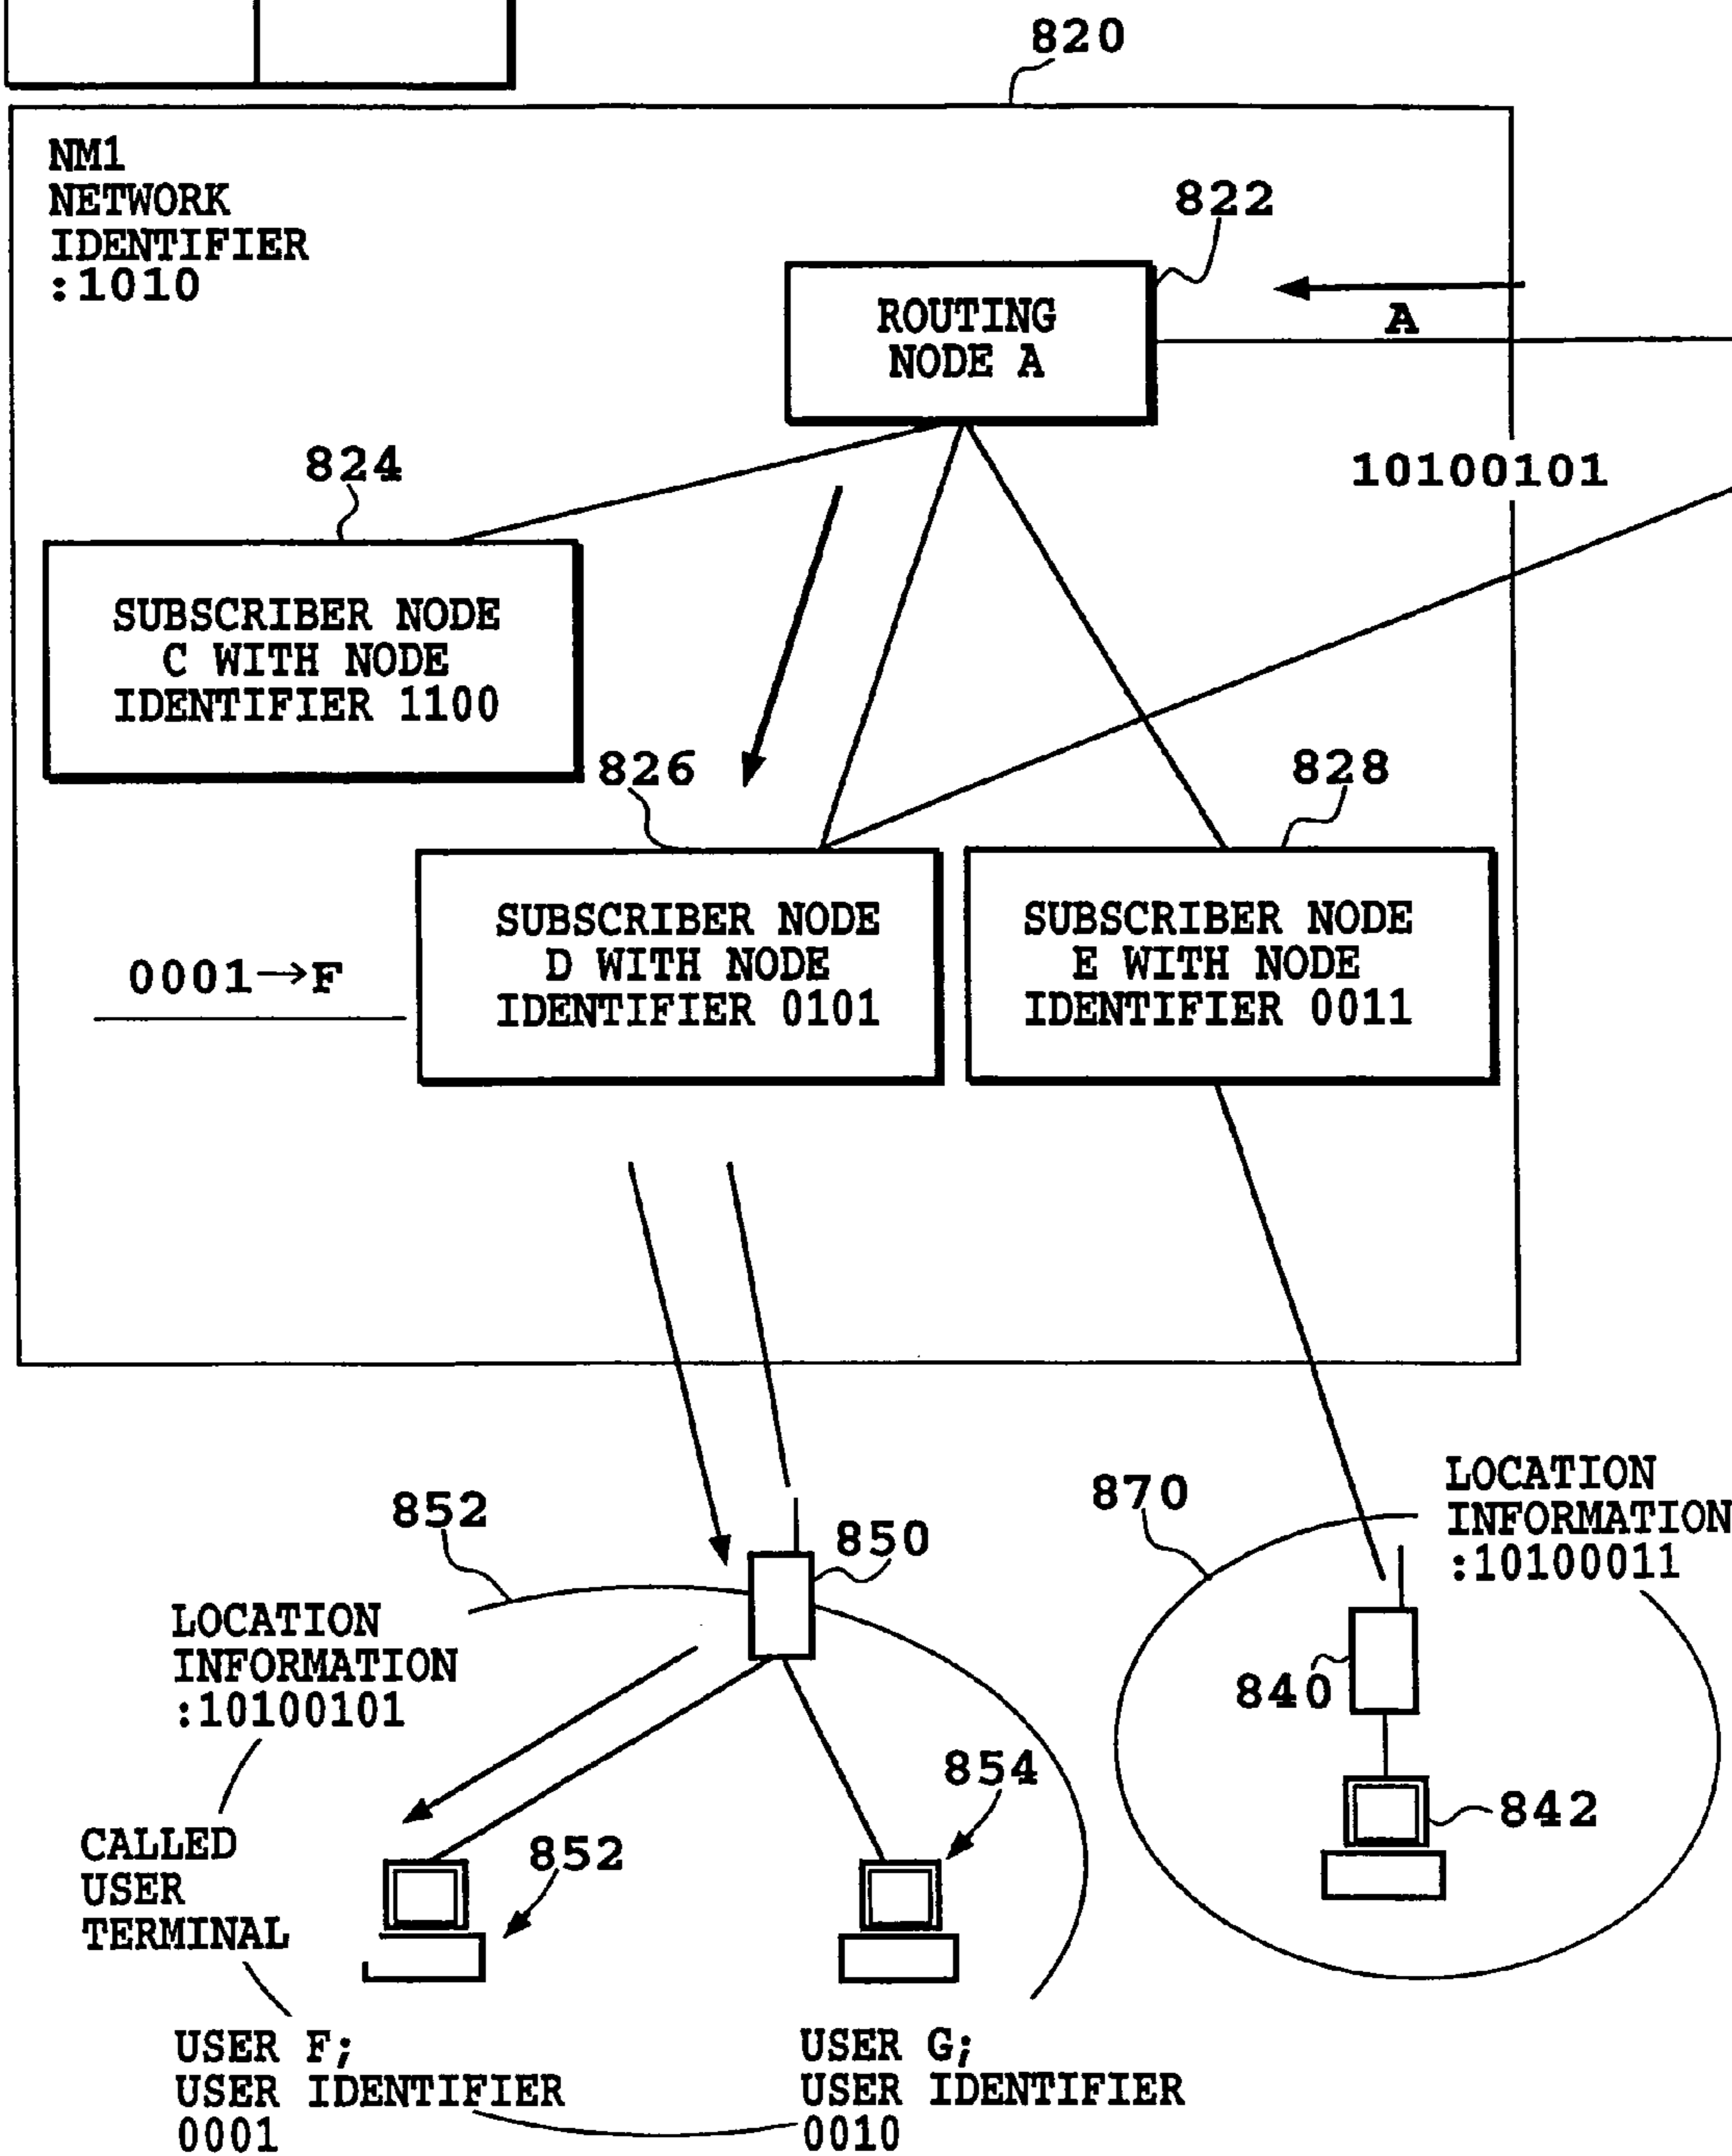 820
NM1
NETWORK
IDENTIFIER
:1010
822
ROUTING
NODE A
A
824
10100101
SUBSCRIBER NODE
C WITH NODE
IDENTIFIER 1100
826
828
SUBSCRIBER NODE
D WITH NODE
IDENTIFIER 0101
SUBSCRIBER NODE
E WITH NODE
IDENTIFIER 0011
0001→F
852
850
870
LOCATION
INFORMATION
:10100011
LOCATION
INFORMATION
:10100101
840
854
842
CALLED
USER
TERMINAL
852
USER F;
USER IDENTIFIER
0001
USER G;
USER IDENTIFIER
0010